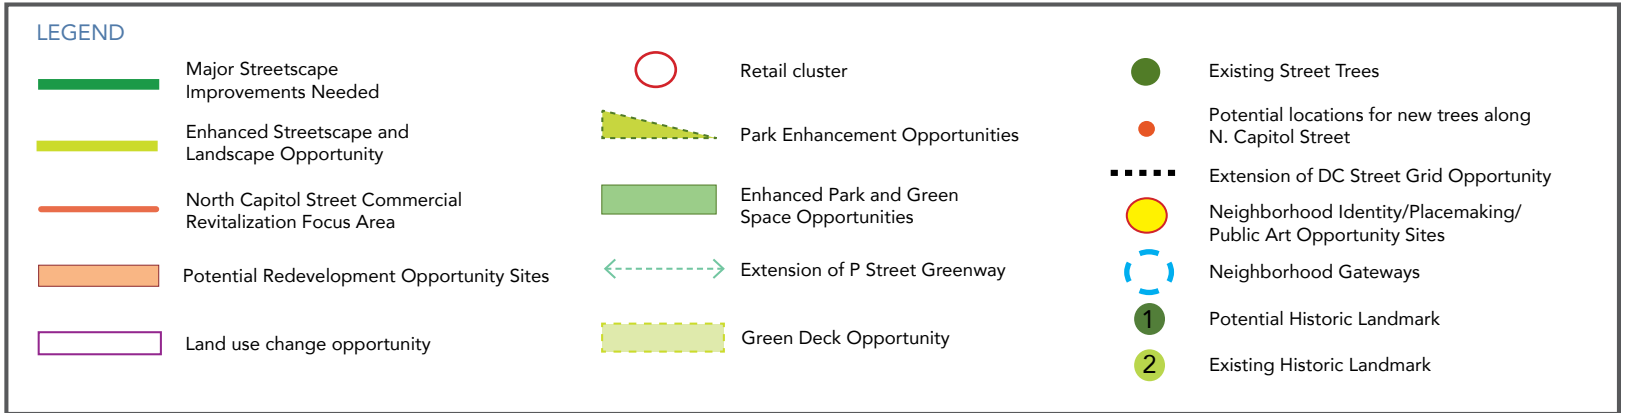 LEGEND
Major Streetscape
Improvements Needed
Enhanced Streetscape and
Landscape Opportunity
North Capitol Street Commercial
Revitalization Focus Area
Potential Redevelopment Opportunity Sites
Land use change opportunity
Retail cluster
Park Enhancement Opportunities
Enhanced Park and Green
Space Opportunities
Extension of P Street Greenway
Green Deck Opportunity
Existing Street Trees
Potential locations for new trees along
N. Capitol Street
Extension of DC Street Grid Opportunity
Neighborhood Identity/Placemaking/
Public Art Opportunity Sites
Neighborhood Gateways
1 Potential Historic Landmark
2 Existing Historic Landmark